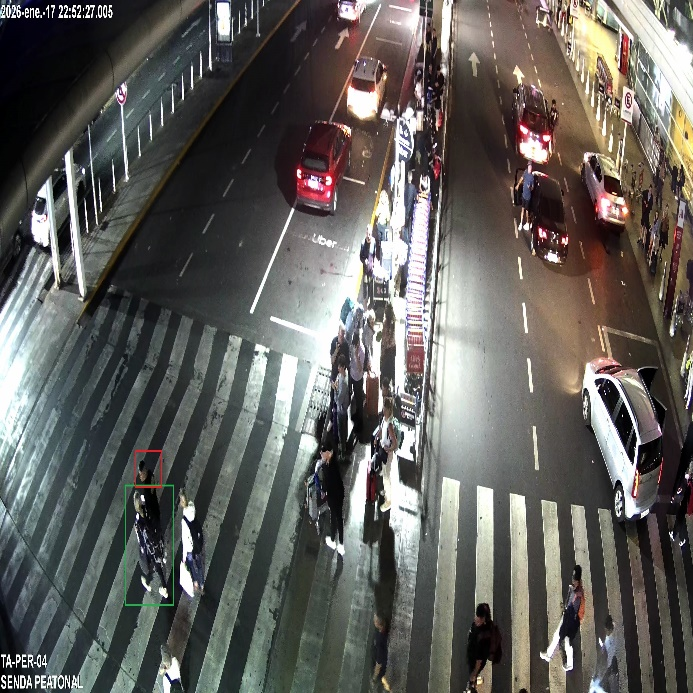 2026-ene.-17 22:52:27.005
Uber
TA-PER-04
SENDA PEATONAL